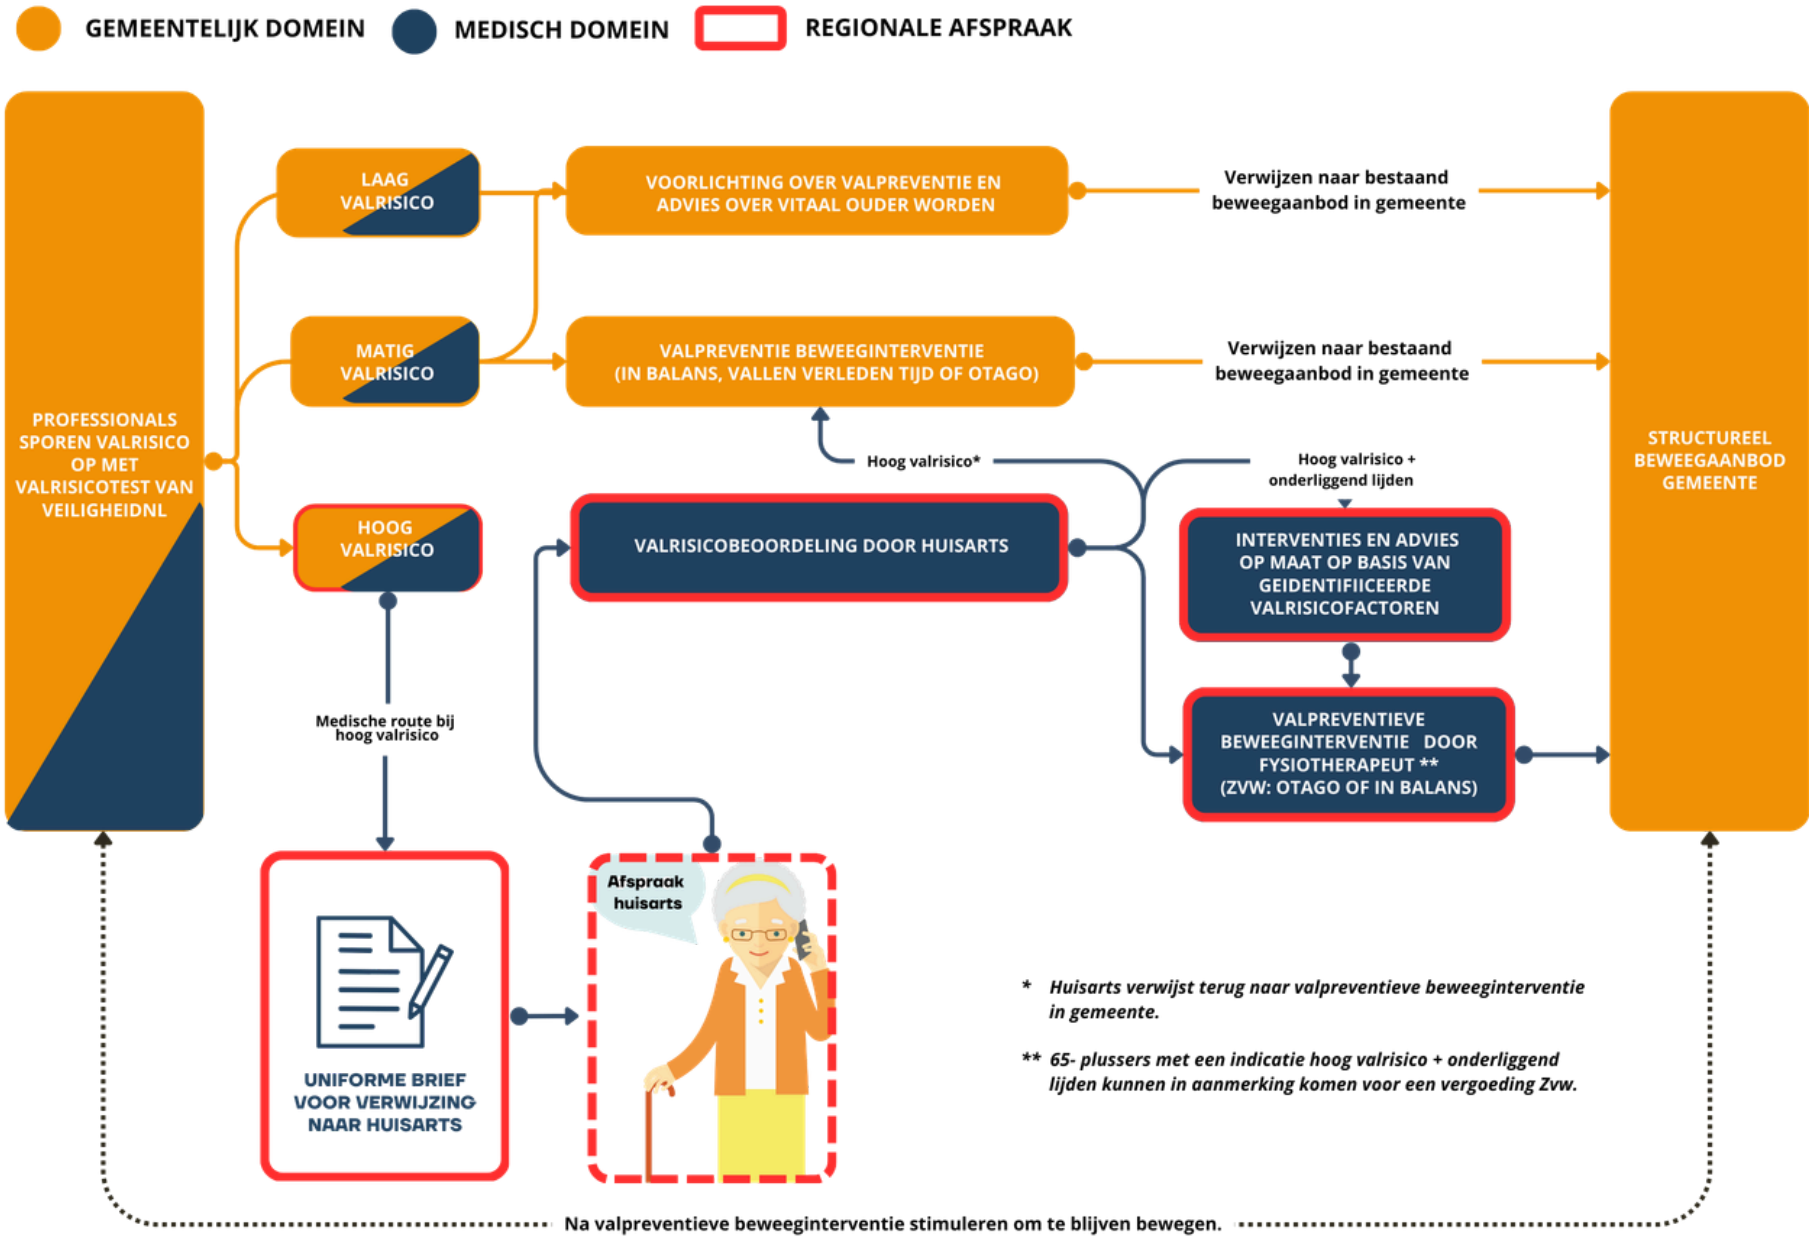 GEMEENTELIJK DOMEIN
MEDISCH DOMEIN
REGIONALE AFSPRAAK
PROFESSIONALS
SPOREN VALRISICO
OP MET
VALRISICOTEST VAN
VEILIGHEIDNL
LAAG
VALRISICO
VOORLICHTING OVER VALPREVENTIE EN
ADVIES OVER VITAAL OUDER WORDEN
Verwijzen naar bestaand
beweegaanbod in gemeente
MATIG
VALRISICO
VALPREVENTIE BEWEEGINTERVENTIE
(IN BALANS, VALLEN VERLEDEN TIJD OF OTAGO)
Verwijzen naar bestaand
beweegaanbod in gemeente
Hoog valrisico*
Hoog valrisico +
onderliggend lijden
HOOG
VALRISICO
VALRISICOBEOORDELING DOOR HUISARTS
INTERVENTIES EN ADVIES
OP MAAT OP BASIS VAN
GEIDENTIFIICEERDE
VALRISICOFACTOREN
STRUCTUREEL
BEWEEGAANBOD
GEMEENTE
Medische route bij
hoog valrisico
VALPREVENTIEVE
BEWEEGINTERVENTIE DOOR
FYSIOTHERAPEUT **
(ZVW: OTAGO OF IN BALANS)
Afspraak
huisarts
UNIFORME BRIEF
VOOR VERWIJZING
NAAR HUISARTS
* Huisarts verwijst terug naar valpreventieve beweeginterventie
in gemeente.
** 65- plussers met een indicatie hoog valrisico + onderliggend
lijden kunnen in aanmerking komen voor een vergoeding Zvw.
Na valpreventieve beweeginterventie stimuleren om te blijven bewegen.